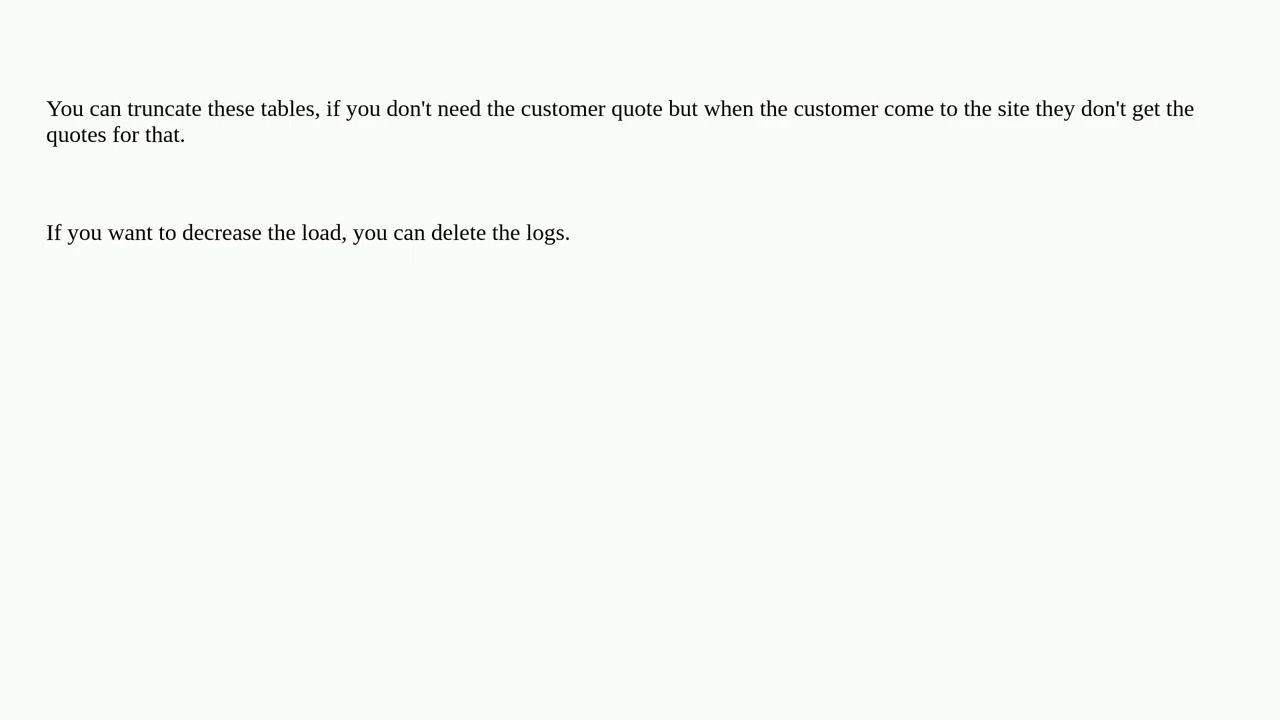 You can truncate these tables, if you don't need the customer quote but when the customer come to the site they don't get the
quotes for that.
If you want to decrease the load, you can delete the logs.